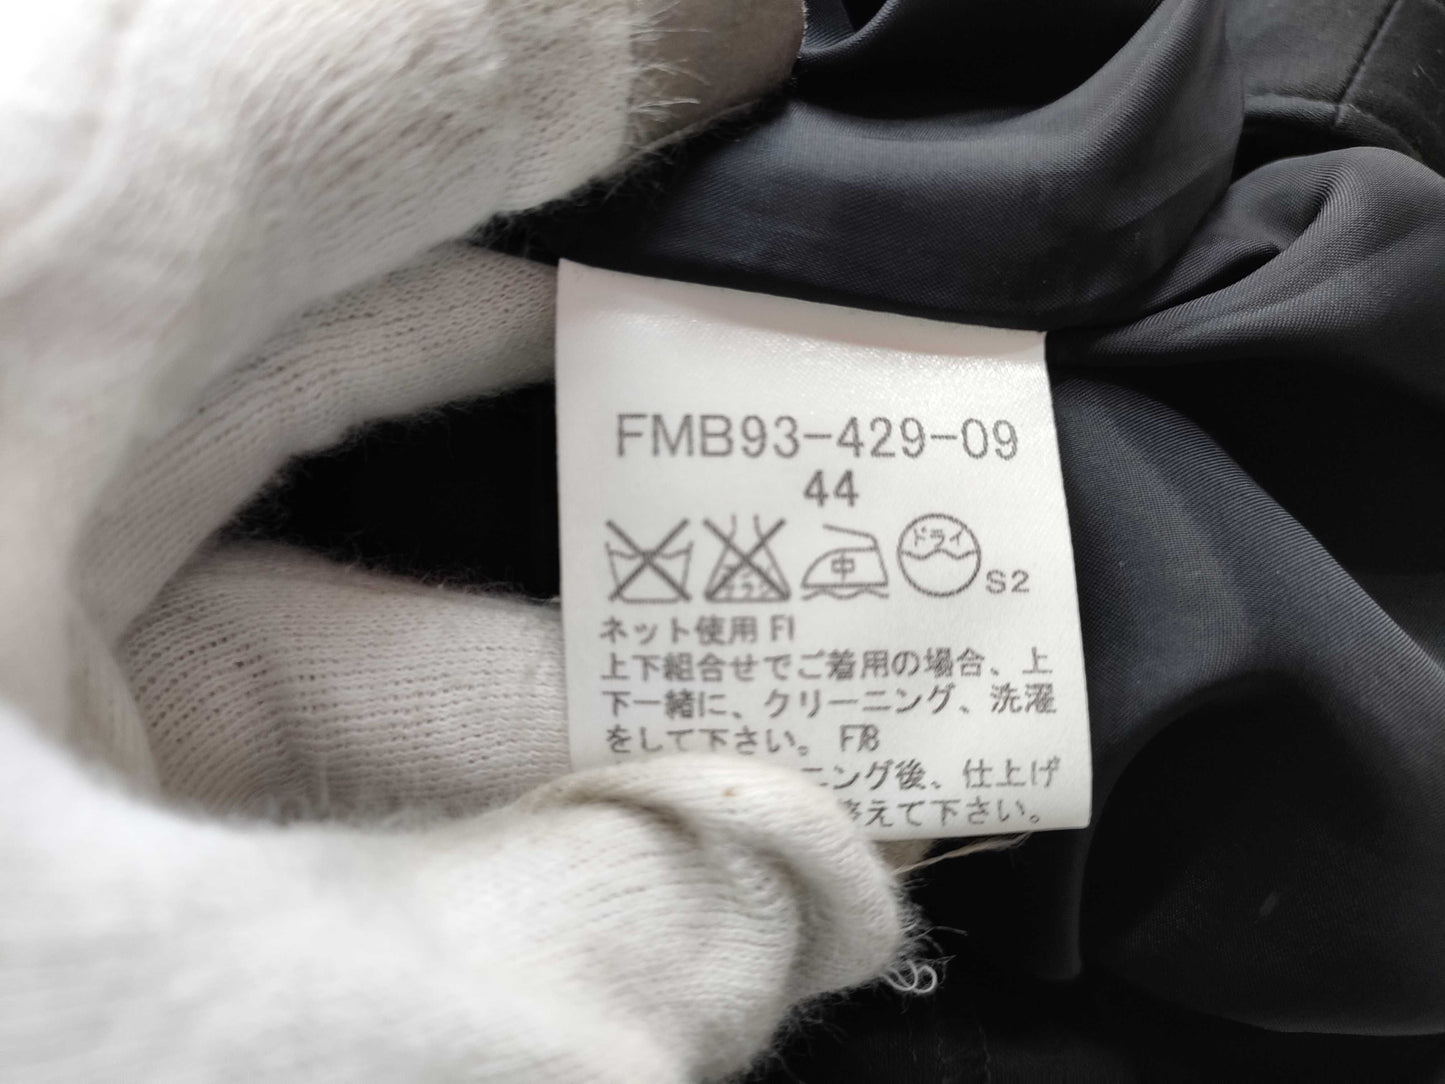 FMB93-429-09
44
中 ドライ S2
ネット使用 FI
上下組合せでご着用の場合、上
下一緒に、クリーニング、洗濯
をして下さい。 F/8
ニング後、仕上げ
えて下さい。